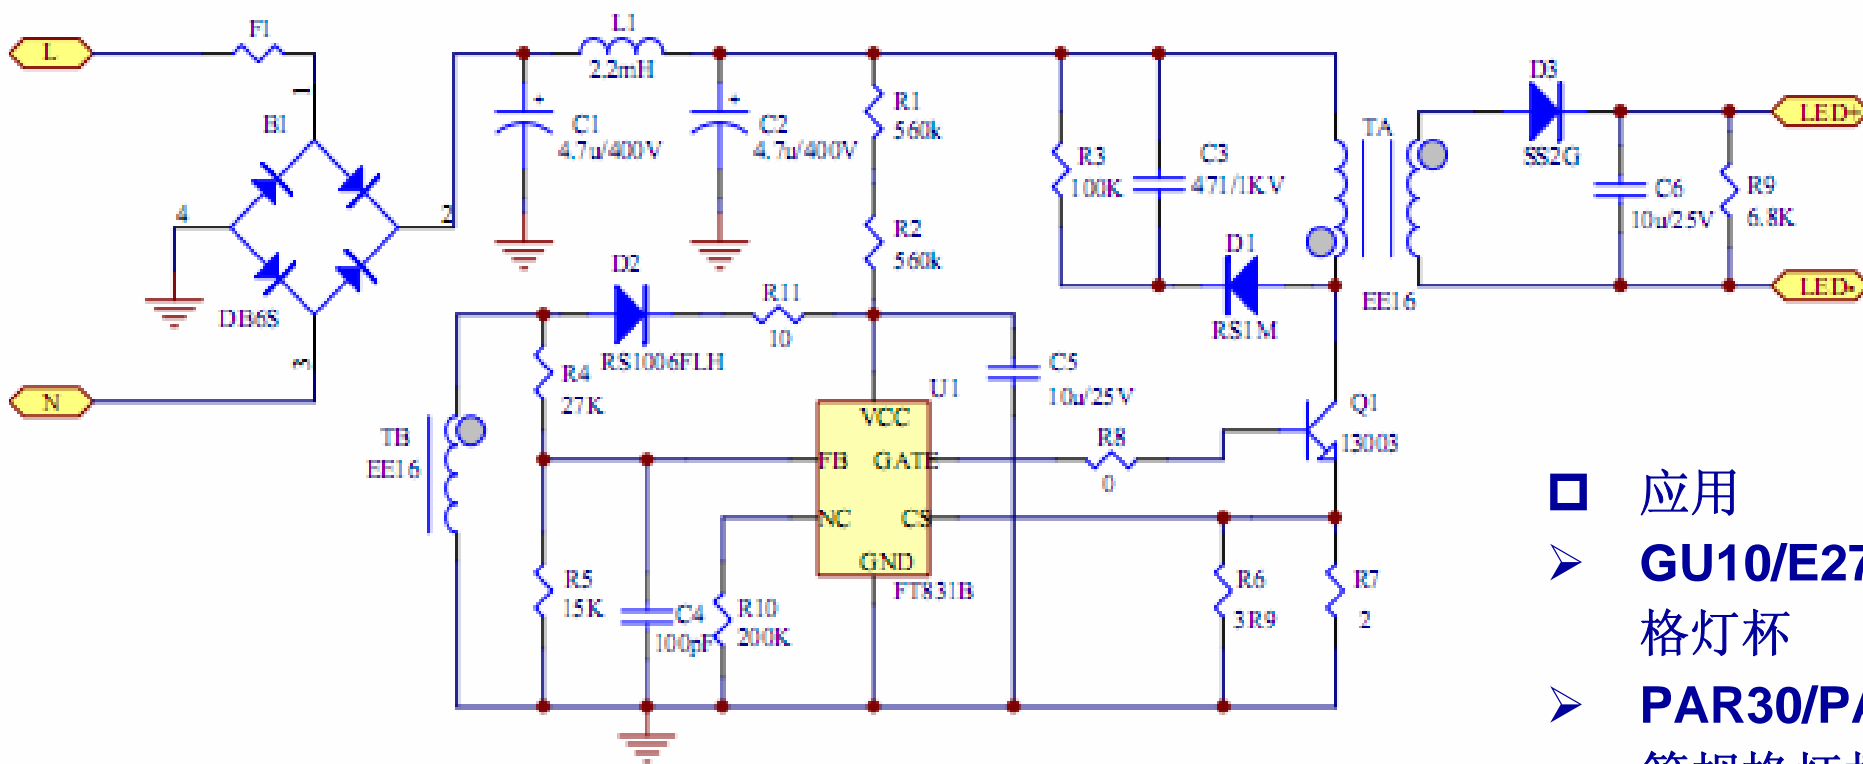 L
F1
1
B1
4
2
DB6S
3
N
L1
2.2mH
C1
4.7u/400V
C2
4.7u/400V
R1
560k
R2
560k
R3
100K
C3
471/1KV
D1
RS1M
TA
EE16
D3
SS2G
C6
10u/25V
R9
6.8K
LED+
LED-
D2
RS1006FLH
R11
10
R4
27K
TB
EE16
R5
15K
C4
100pF
R10
200K
U1
VCC
FB
GATE
NC
CS
GND
FT831B
C5
10u/25V
R8
0
Q1
13003
R6
3R9
R7
2
应用
GU10/E27
格灯杯
PAR30/PA